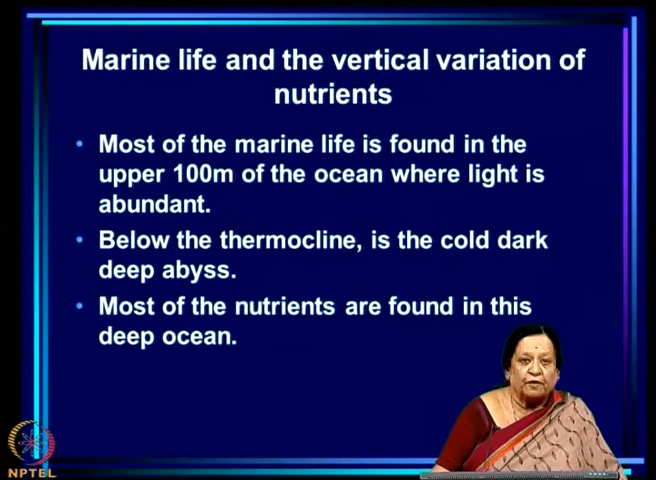 Marine life and the vertical variation of
nutrients
• Most of the marine life is found in the
upper 100m of the ocean where light is
abundant.
• Below the thermocline, is the cold dark
deep abyss.
• Most of the nutrients are found in this
deep ocean.
NPTEL